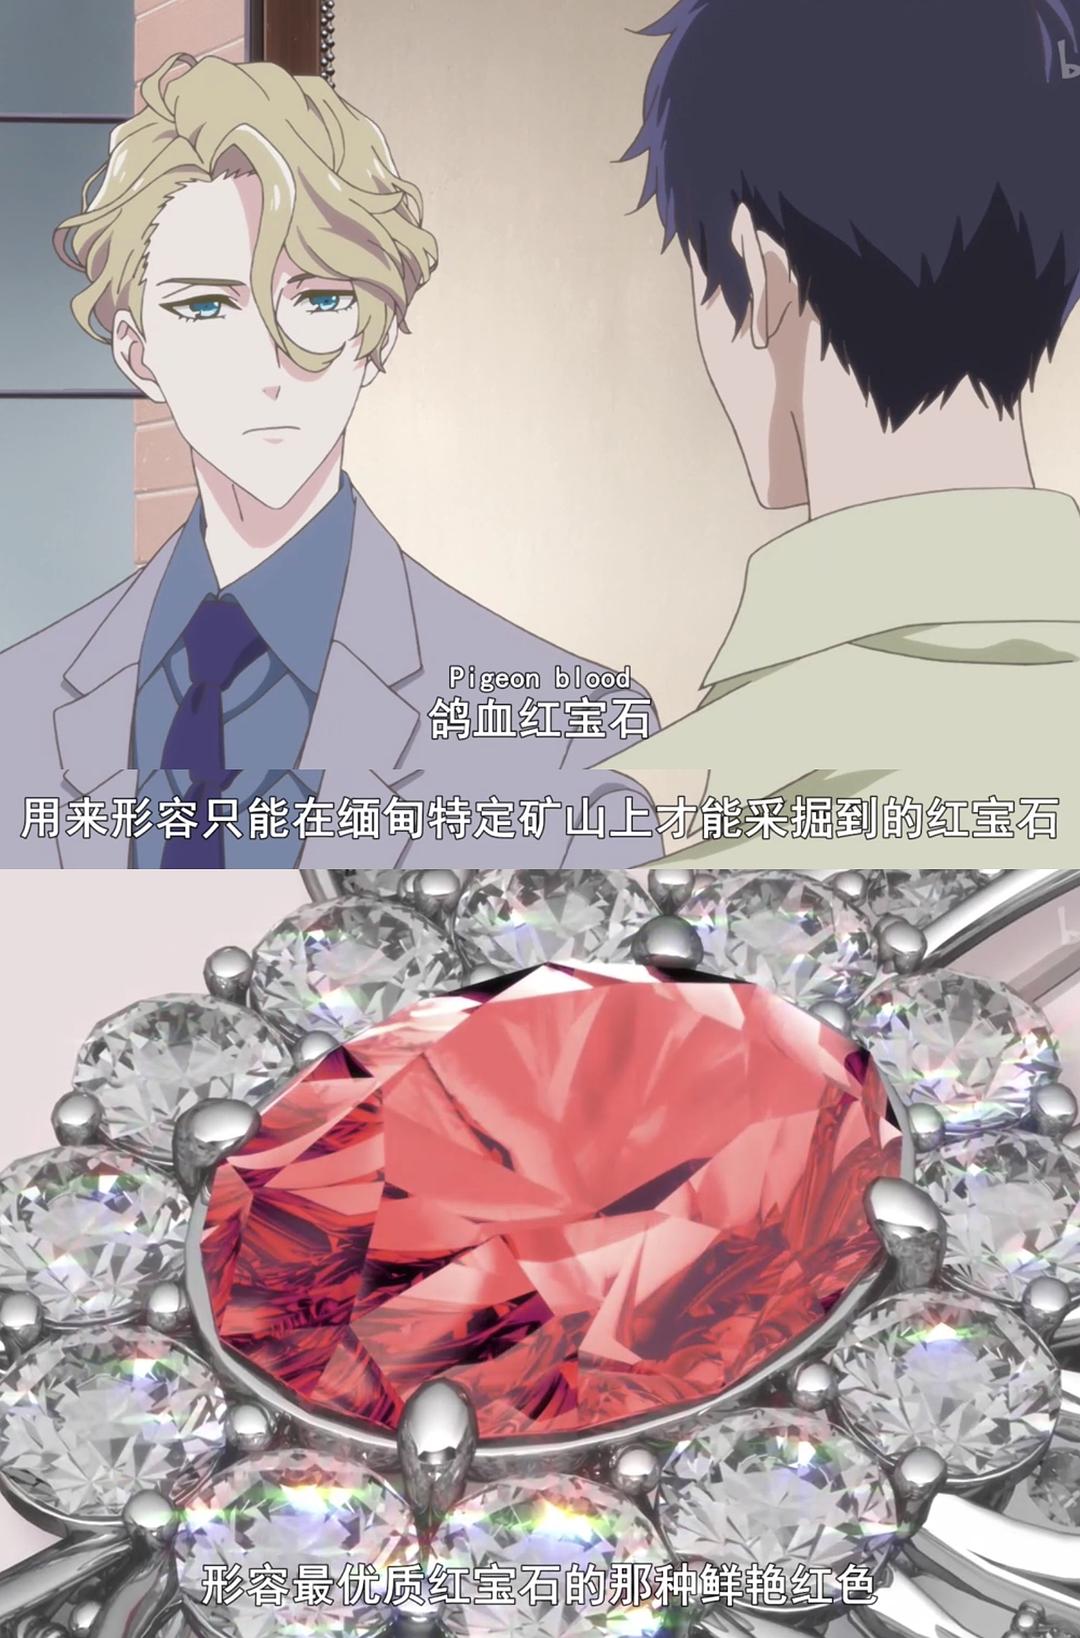 Pigeon blood
鸽血红宝石
用来形容只能在缅甸特定矿山上才能采掘到的红宝石
形容最优质红宝石的那种鲜艳红色